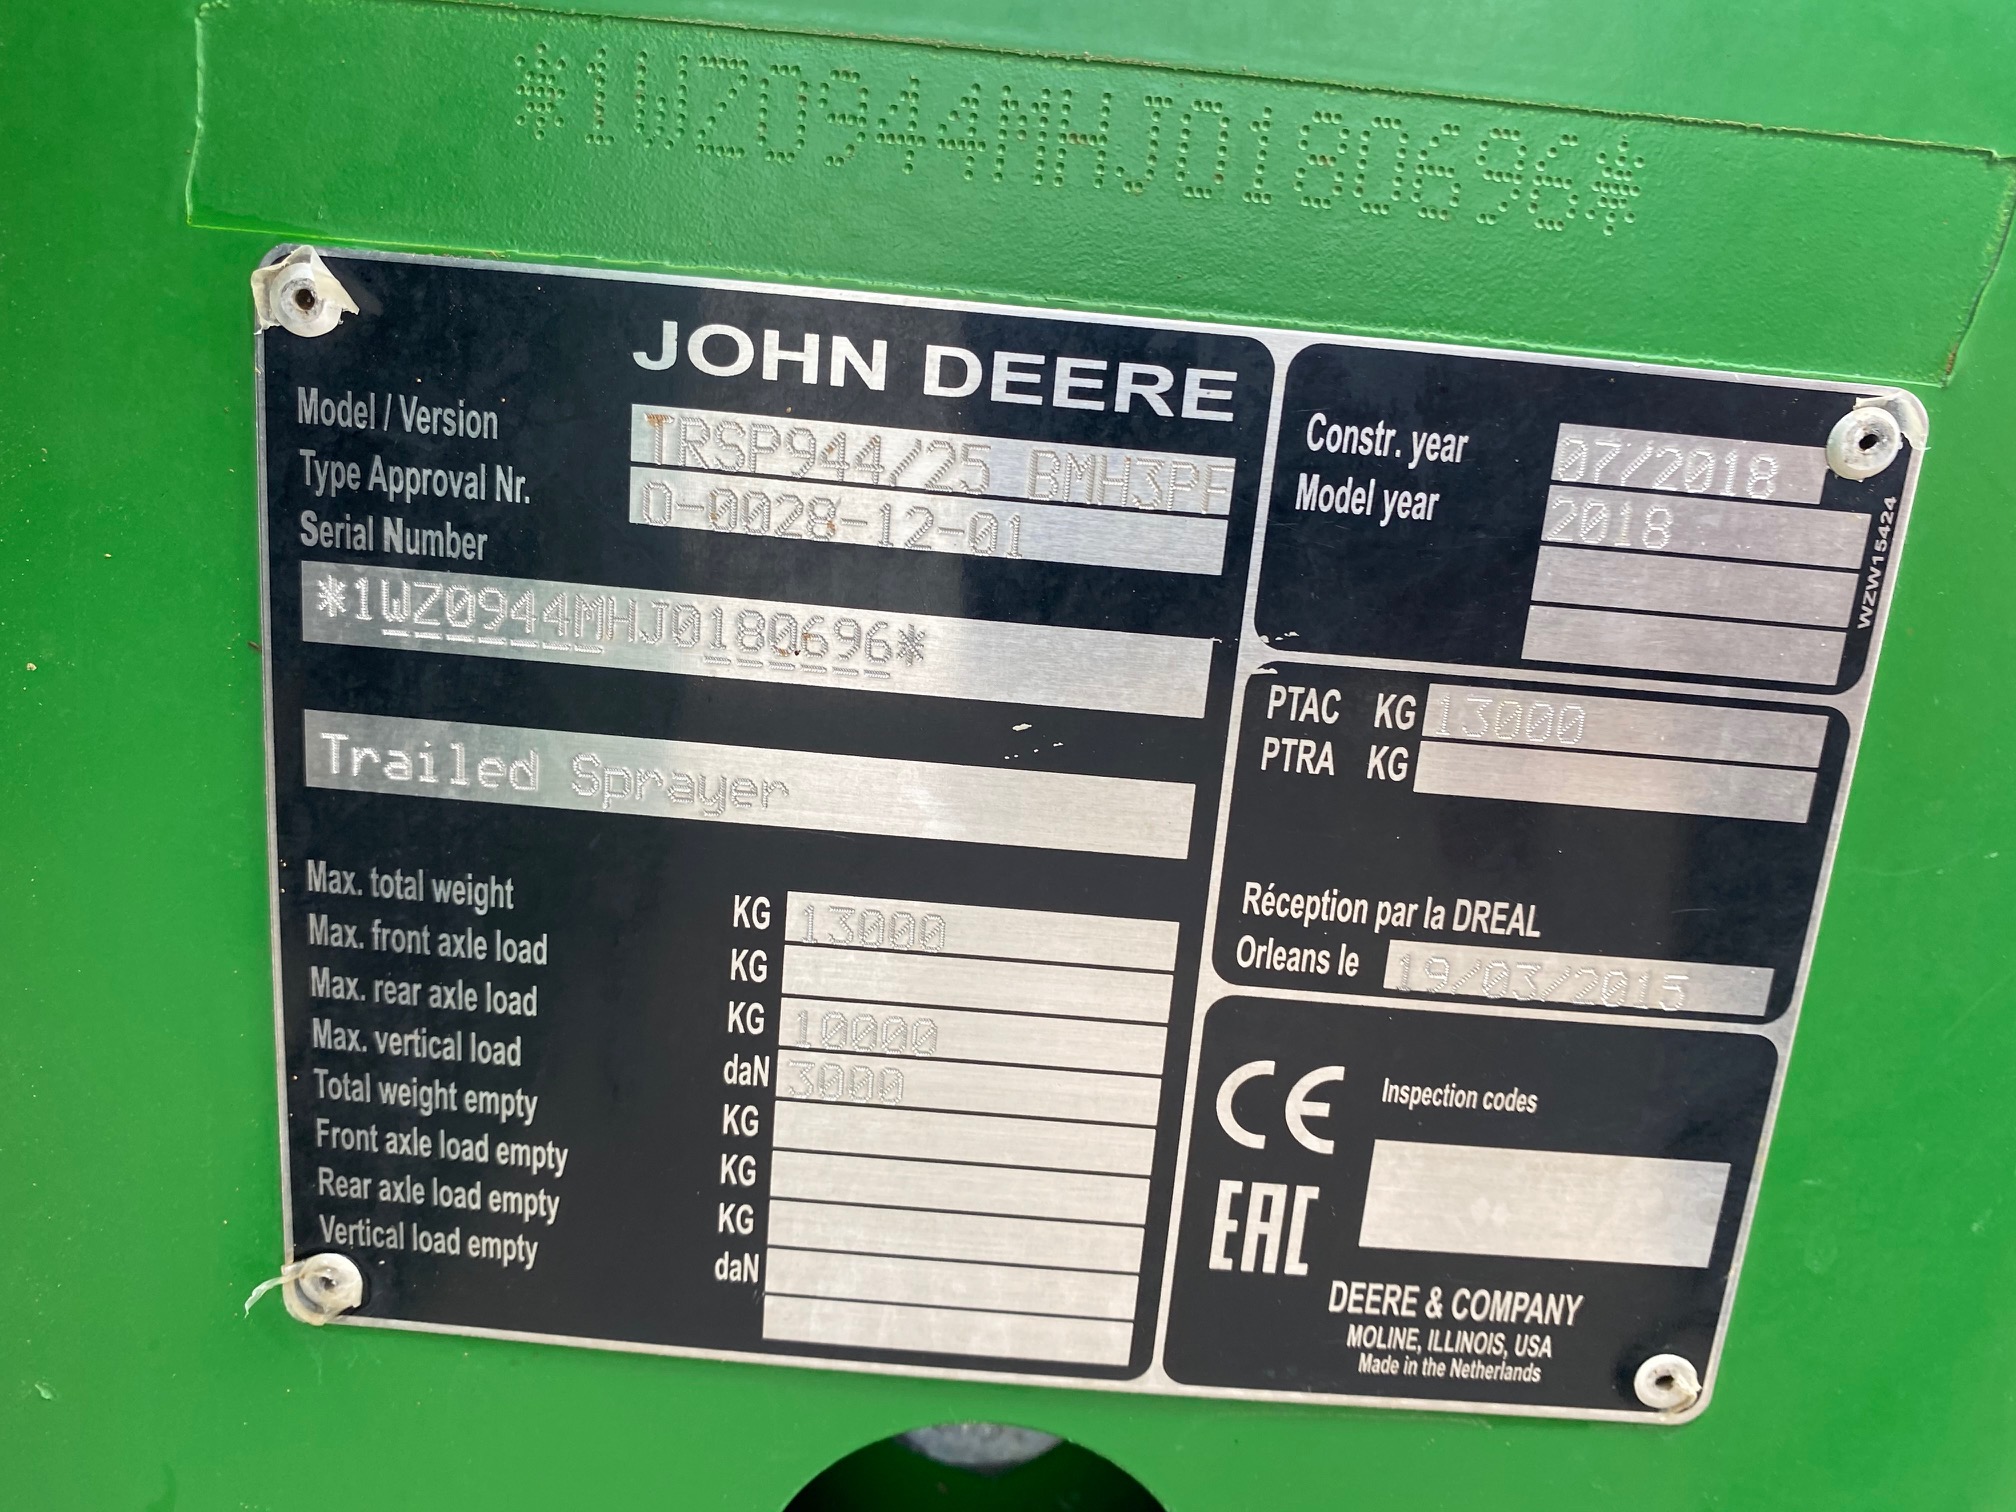 *1WZ0944MHJ0180696*
JOHN DEERE
Model / Version TRSP944/25 BMH3PF
Type Approval Nr. 0-0028-12-01
Serial Number
*1WZ0944MHJ0180696*
Trailed Sprayer
Max. total weight KG 13000
Max. front axle load KG
Max. rear axle load KG 10000
Max. vertical load daN 3000
Total weight empty KG
Front axle load empty KG
Rear axle load empty KG
Vertical load empty daN
Constr. year 07/2018
Model year 2018
WZW15424
PTAC KG 13000
PTRA KG
Réception par la DREAL
Orleans le 19/03/2015
CE Inspection codes
EAC
DEERE & COMPANY
MOLINE, ILLINOIS, USA
Made in the Netherlands